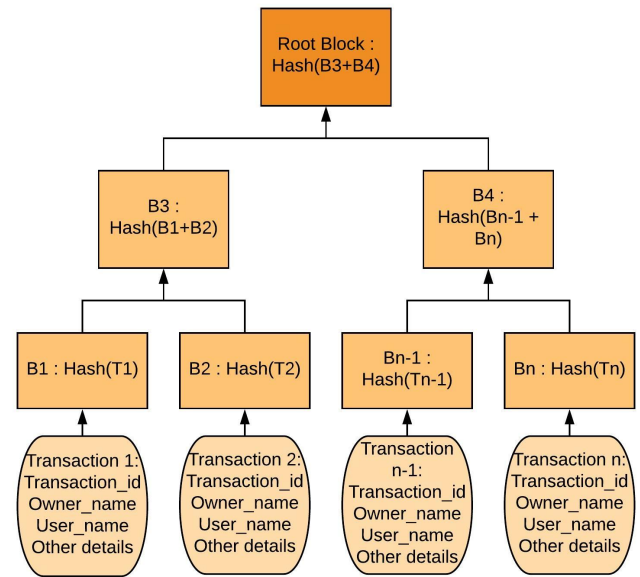 Root Block :
Hash(B3+B4)
B3 :
Hash(B1+B2)
B4 :
Hash(Bn-1 +
Bn)
B1 : Hash(T1)
B2 : Hash(T2)
Bn-1 :
Hash(Tn-1)
Bn : Hash(Tn)
Transaction 1:
Transaction_id
Owner_name
User_name
Other details
Transaction 2:
Transaction_id
Owner_name
User_name
Other details
Transaction
n-1:
Transaction_id
Owner_name
User_name
Other details
Transaction n:
Transaction_id
Owner_name
User_name
Other details